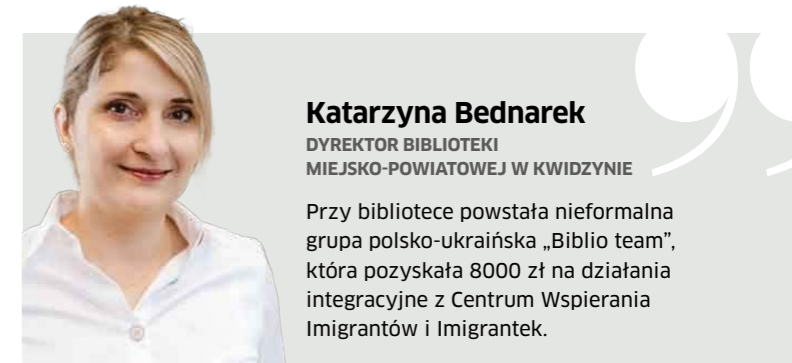 Katarzyna Bednarek
DYREKTOR BIBLIOTEKI
MIEJSKO-POWIATOWEJ W KWIDZYNIE
Przy bibliotece powstała nieformalna
grupa polsko-ukraińska „Biblio team”,
która pozyskała 8000 zł na działania
integracyjne z Centrum Wspierania
Imigrantów i Imigrantek.